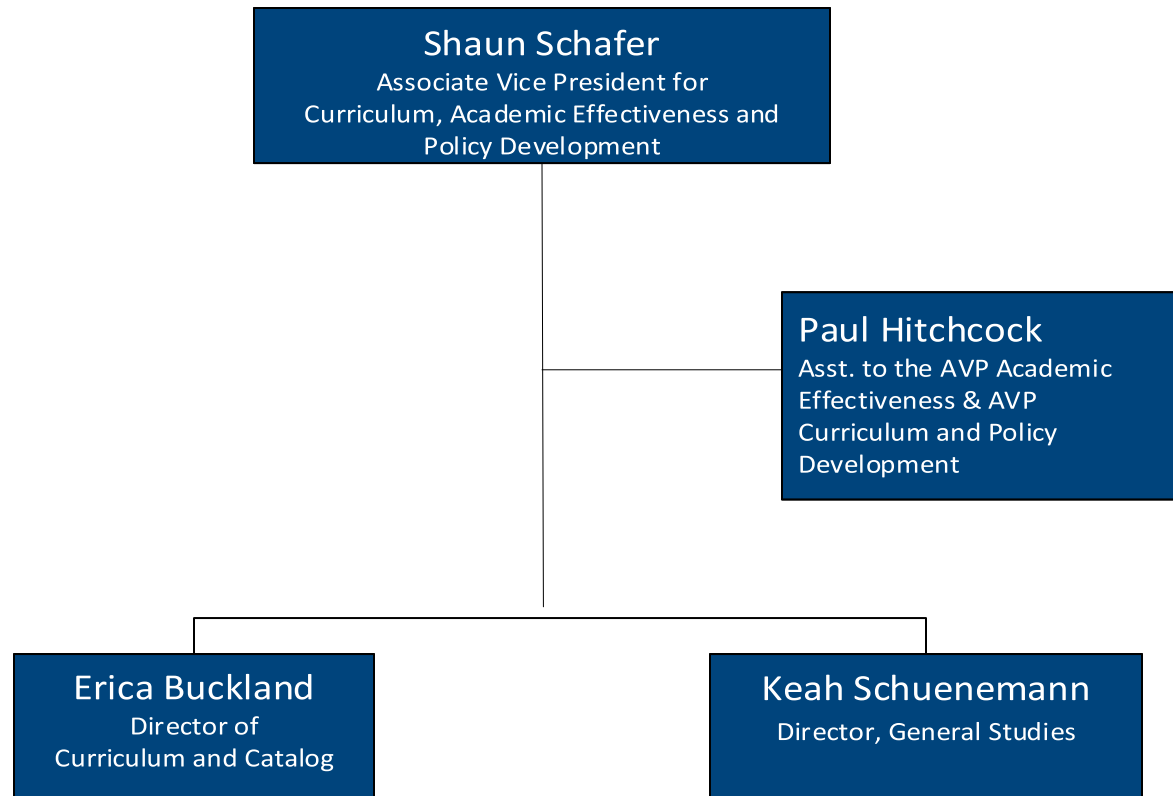 Shaun Schafer
Associate Vice President for
Curriculum, Academic Effectiveness and
Policy Development
Paul Hitchcock
Asst. to the AVP Academic
Effectiveness & AVP
Curriculum and Policy
Development
Erica Buckland
Director of
Curriculum and Catalog
Keah Schuenemann
Director, General Studies